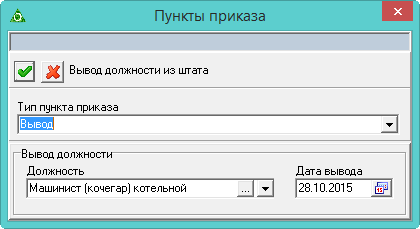 Пункты приказа
Вывод должности из штата
Тип пункта приказа
Вывод
Вывод должности
Должность Дата вывода
Машинист (кочегар) котельной ... 28.10.2015